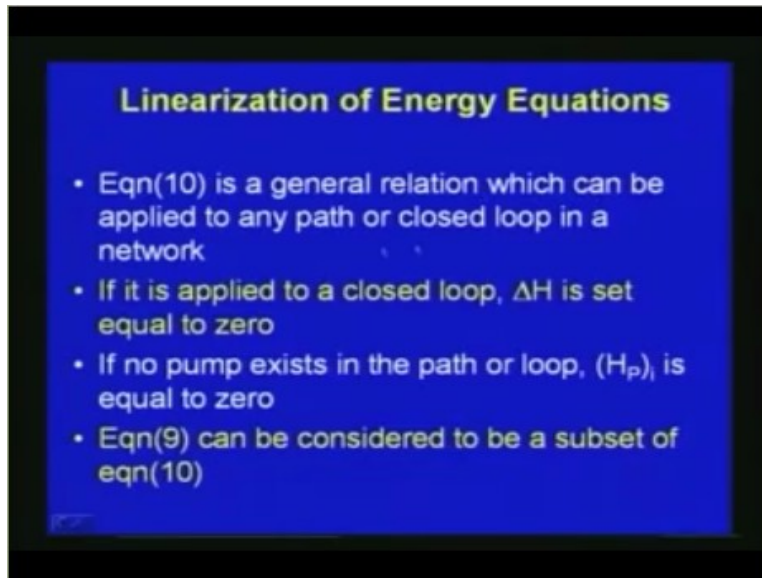 Linearization of Energy Equations
• Eqn(10) is a general relation which can be
applied to any path or closed loop in a
network
• If it is applied to a closed loop, ΔH is set
equal to zero
• If no pump exists in the path or loop, (H_P)_i is
equal to zero
• Eqn(9) can be considered to be a subset of
eqn(10)